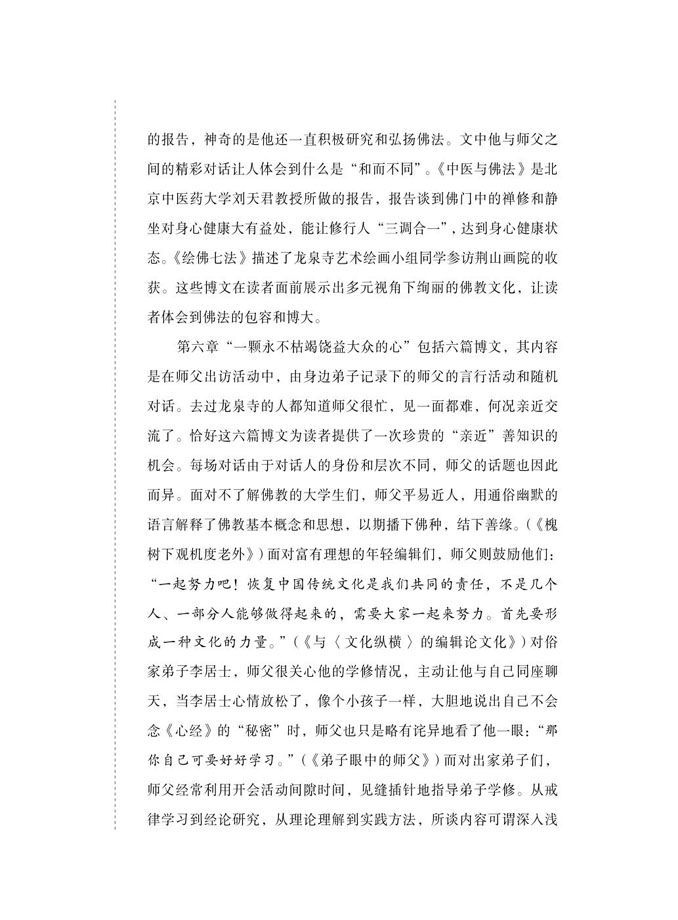 的报告，神奇的是他还一直积极研究和弘扬佛法。文中他与师父之
间的精彩对话让人体会到什么是“和而不同”。《中医与佛法》是北
京中医药大学刘天君教授所做的报告，报告谈到佛门中的禅修和静
坐对身心健康大有益处，能让修行人“三调合一”，达到身心健康状
态。《绘佛七法》描述了龙泉寺艺术绘画小组同学参访荆山画院的收
获。这些博文在读者面前展示出多元视角下绚丽的佛教文化，让读
者体会到佛法的包容和博大。
第六章“一颗永不枯竭饶益大众的心”包括六篇博文，其内容
是在师父出访活动中，由身边弟子记录下的师父的言行活动和随机
对话。去过龙泉寺的人都知道师父很忙，见一面都难，何况亲近交
流了。恰好这六篇博文为读者提供了一次珍贵的“亲近”善知识的
机会。每场对话由于对话人的身份和层次不同，师父的话题也因此
而异。面对不了解佛教的大学生们，师父平易近人，用通俗幽默的
语言解释了佛教基本概念和思想，以期播下佛种，结下善缘。（《槐
树下观机度老外》）面对富有理想的年轻编辑们，师父则鼓励他们：
“一起努力吧！恢复中国传统文化是我们共同的责任，不是几个
人、一部分人能够做得起来的，需要大家一起来努力。首先要形
成一种文化的力量。”（《与〈文化纵横〉的编辑论文化》）对俗
家弟子李居士，师父很关心他的学修情况，主动让他与自己同座聊
天，当李居士心情放松了，像个小孩子一样，大胆地说出自己不会
念《心经》的“秘密”时，师父也只是略有诧异地看了他一眼：“那
你自己可要好好学习。”（《弟子眼中的师父》）而对出家弟子们，
师父经常利用开会活动间隙时间，见缝插针地指导弟子学修。从戒
律学习到经论研究，从理论理解到实践方法，所谈内容可谓深入浅